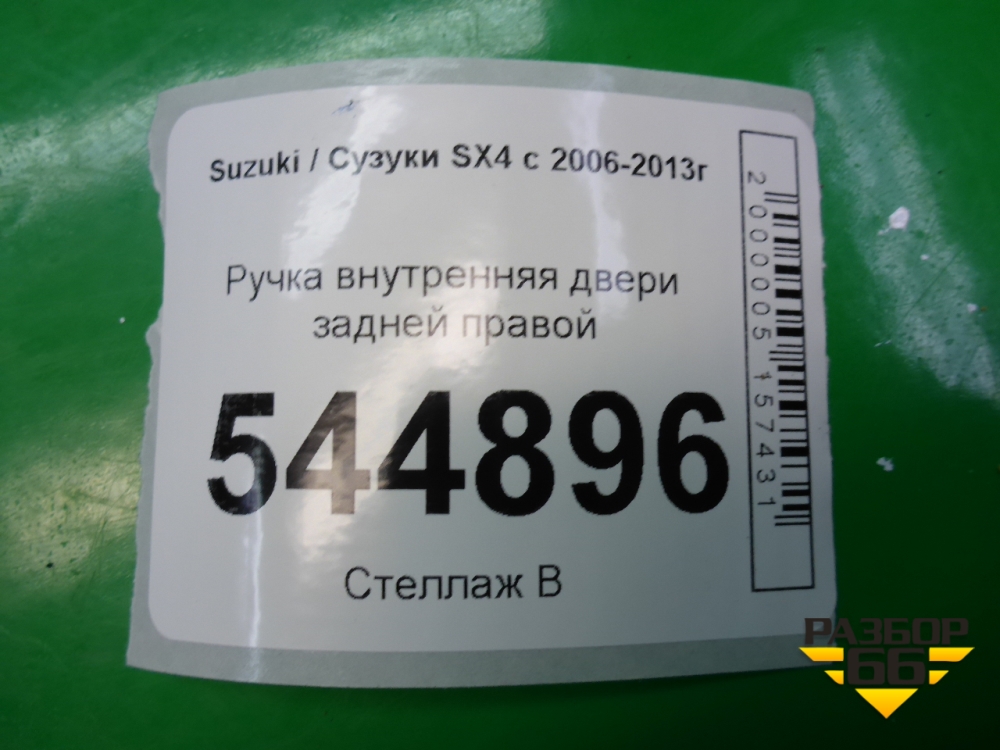 Suzuki / Сузуки SX4 с 2006-2013г
Ручка внутренняя двери
задней правой
544896
Стеллаж В
2000005157431
РАЗБОР
66